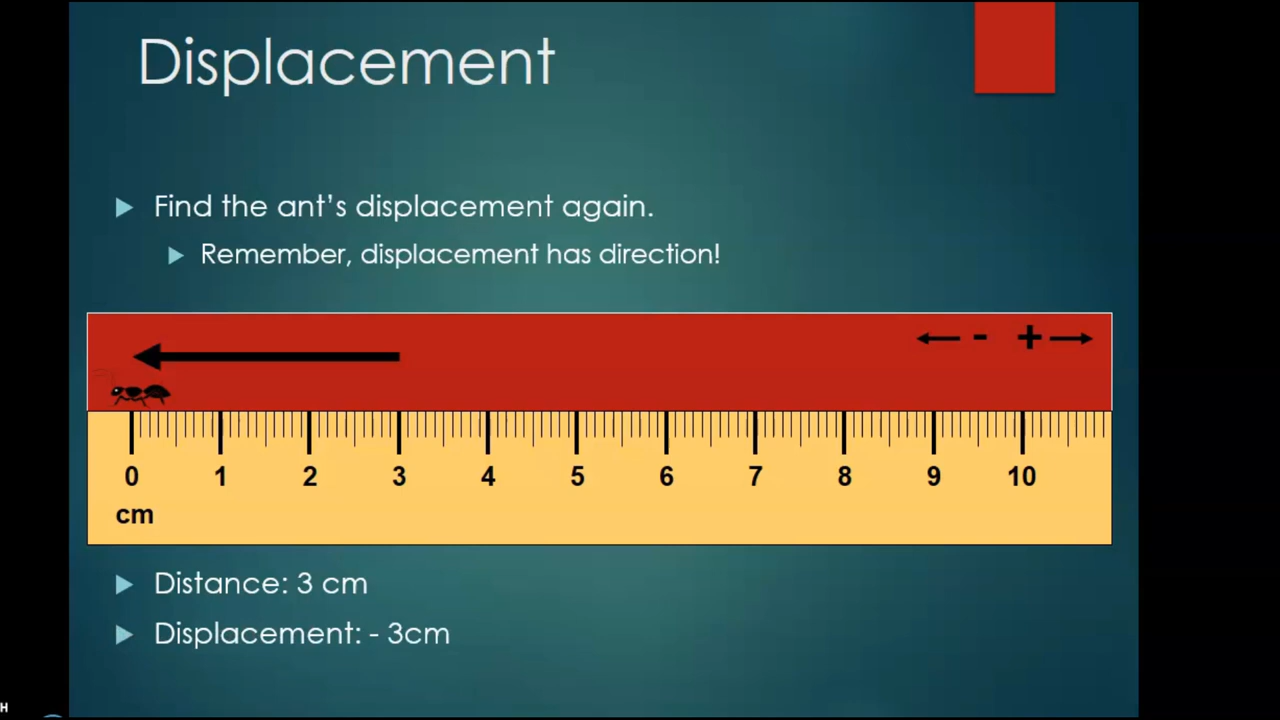 Displacement
Find the ant's displacement again.
Remember, displacement has direction!
- +
0 1 2 3 4 5 6 7 8 9 10
cm
Distance: 3 cm
Displacement: - 3cm
H